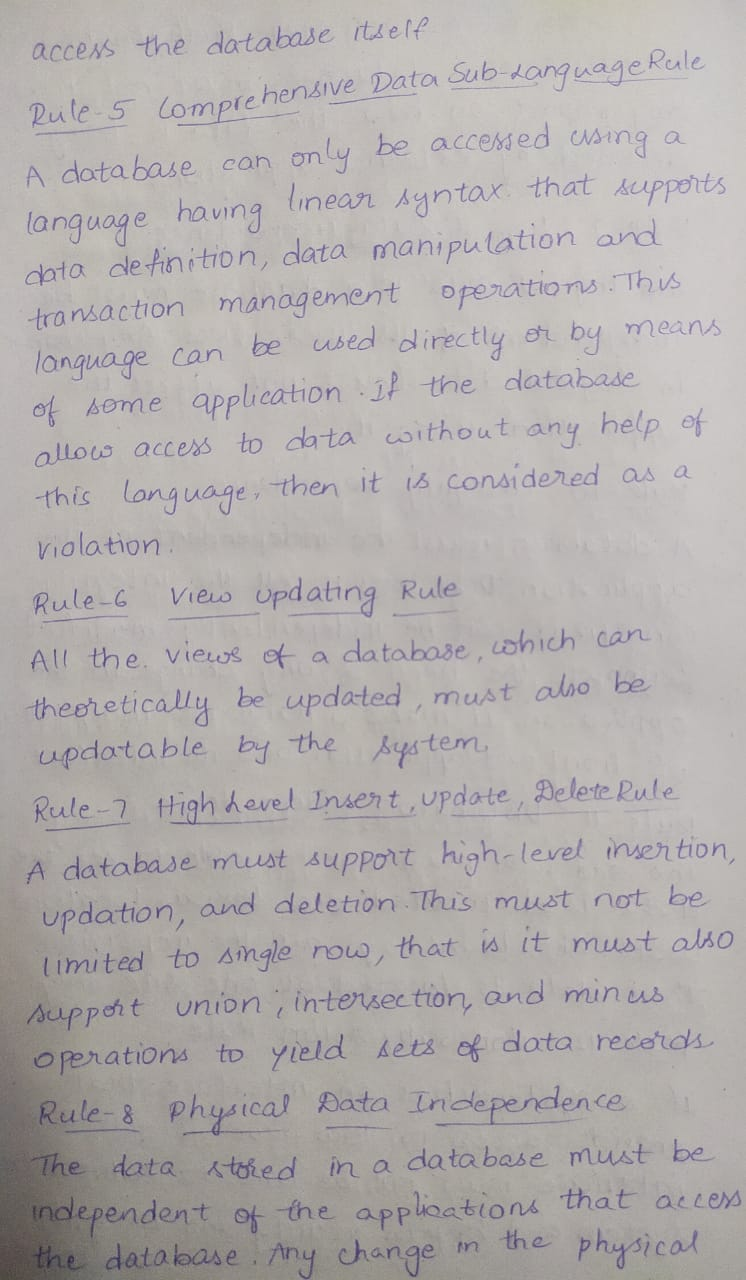 access the database itself
Rule-5 Comprehensive Data Sub-Language Rule
A database can only be accessed using a
language having linear syntax that supports
data definition, data manipulation and
transaction management operations. This
language can be used directly or by means
of some application. If the database
allow access to data without any help of
this language, then it is considered as a
violation.
Rule-6 View updating Rule
All the views of a database, which can
theoretically be updated, must also be
updatable by the system.
Rule-7 High Level Insert, update, Delete Rule
A database must support high-level insertion,
updation, and deletion. This must not be
limited to single row, that is it must also
support union, intersection, and minus
operations to yield sets of data records
Rule-8 Physical Data Independence
The data stored in a database must be
independent of the applications that access
the database. Any change in the physical